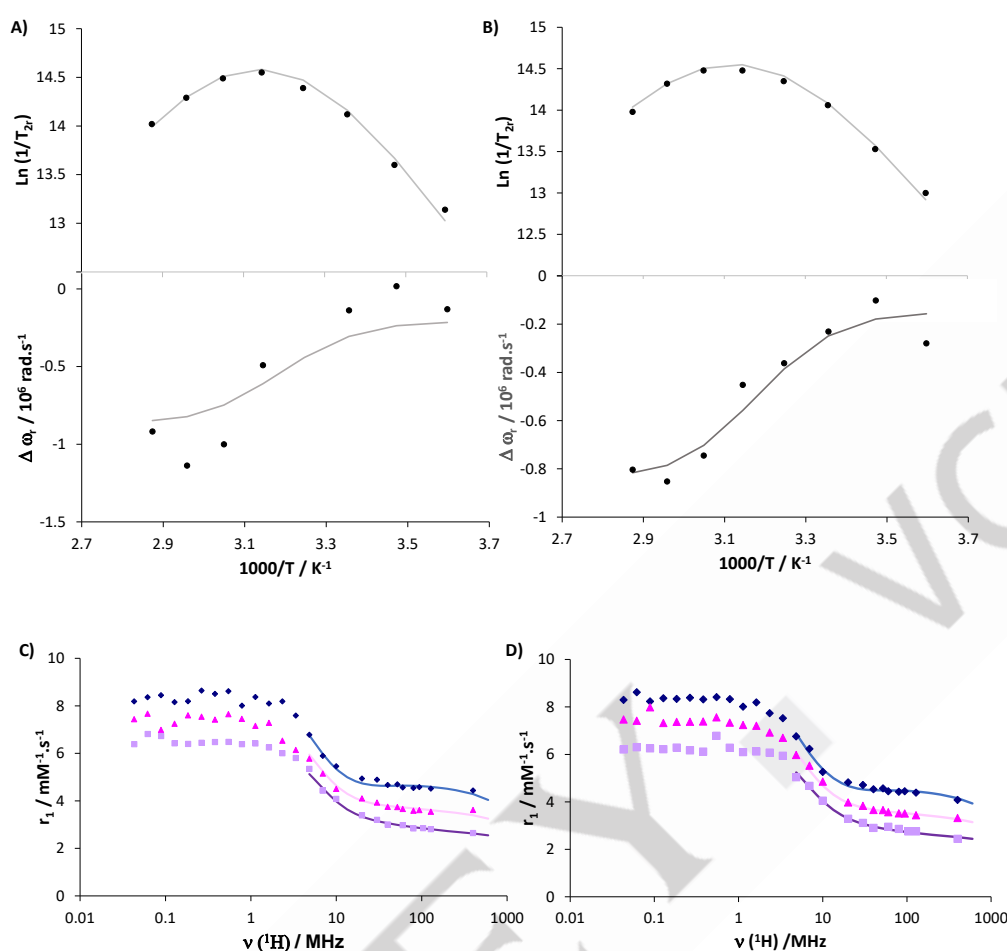 A)
15
14.5
14
13.5
13
Ln (1/T2r)
0
-0.5
-1
-1.5
Δ ωr / 10⁶ rad.s⁻¹
2.7 2.9 3.1 3.3 3.5 3.7
1000/T / K⁻¹
B)
15
14.5
14
13.5
13
12.5
12
Ln (1/T2r)
0
-0.2
-0.4
-0.6
-0.8
-1
Δ ωr / 10⁶ rad.s⁻¹
2.7 2.9 3.1 3.3 3.5 3.7
1000/T / K⁻¹
C)
10
8
6
4
2
0
r1 / mM⁻¹.s⁻¹
0.01 0.1 1 10 100 1000
ν (¹H) / MHz
D)
10
8
6
4
2
0
r1 / mM⁻¹.s⁻¹
0.01 0.1 1 10 100 1000
ν (¹H) /MHz